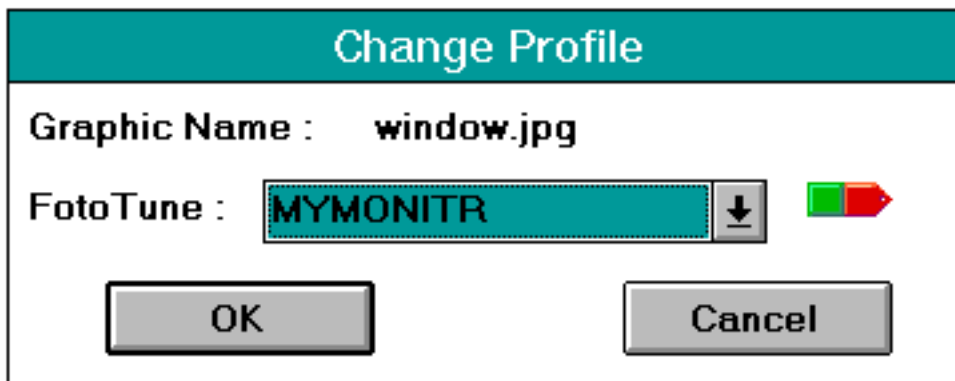 Change Profile
Graphic Name : window.jpg
FotoTune : MYMONITR
OK Cancel